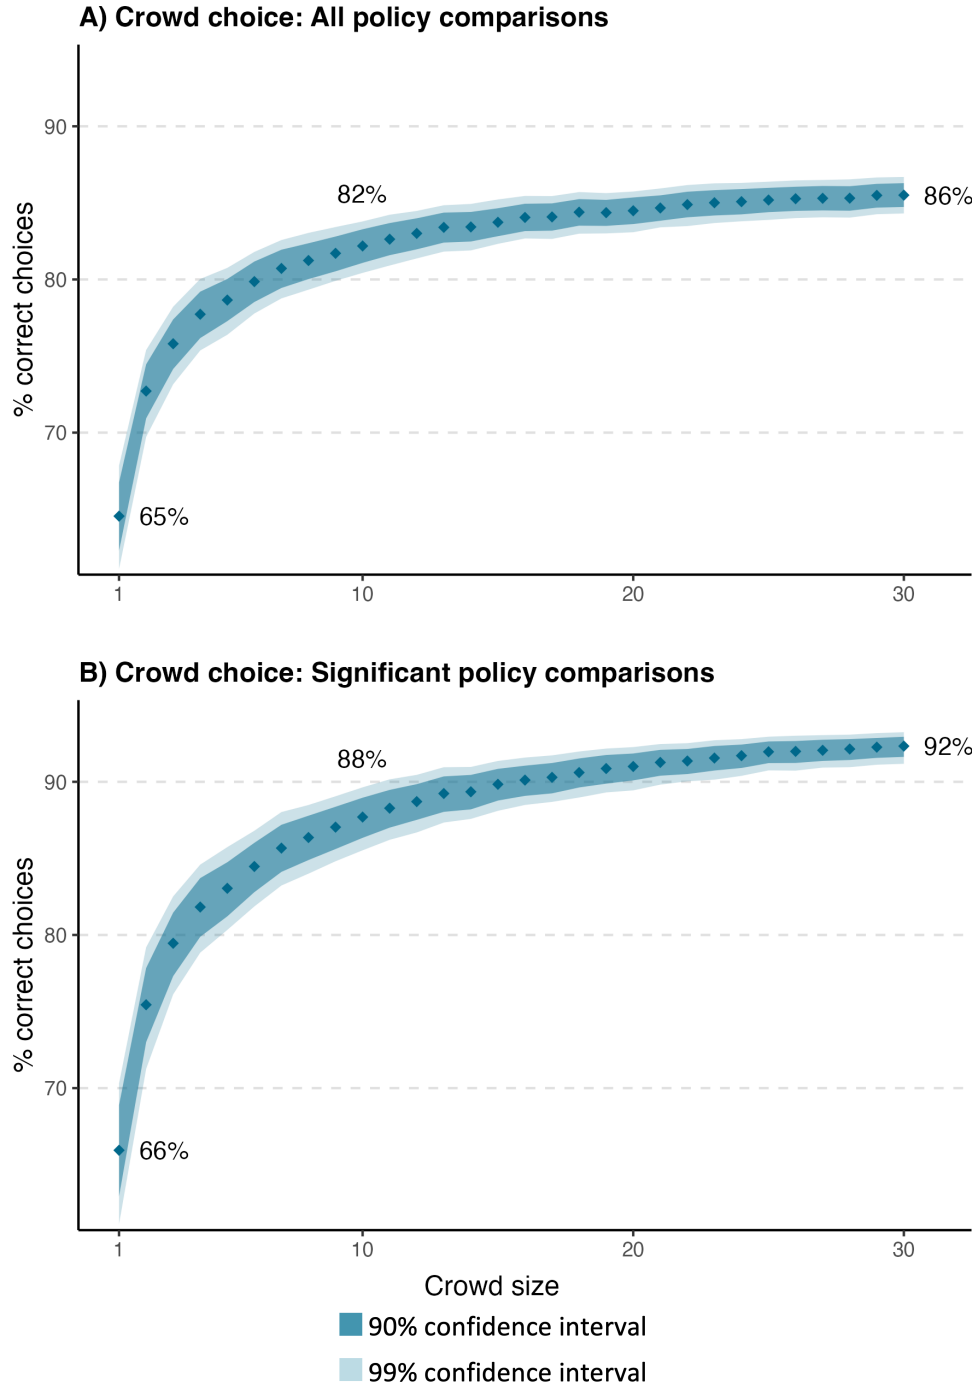 A) Crowd choice: All policy comparisons
% correct choices
90
80
70
65%
82%
86%
1
10
20
30
B) Crowd choice: Significant policy comparisons
% correct choices
90
80
70
66%
88%
92%
1
10
20
30
Crowd size
90% confidence interval
99% confidence interval